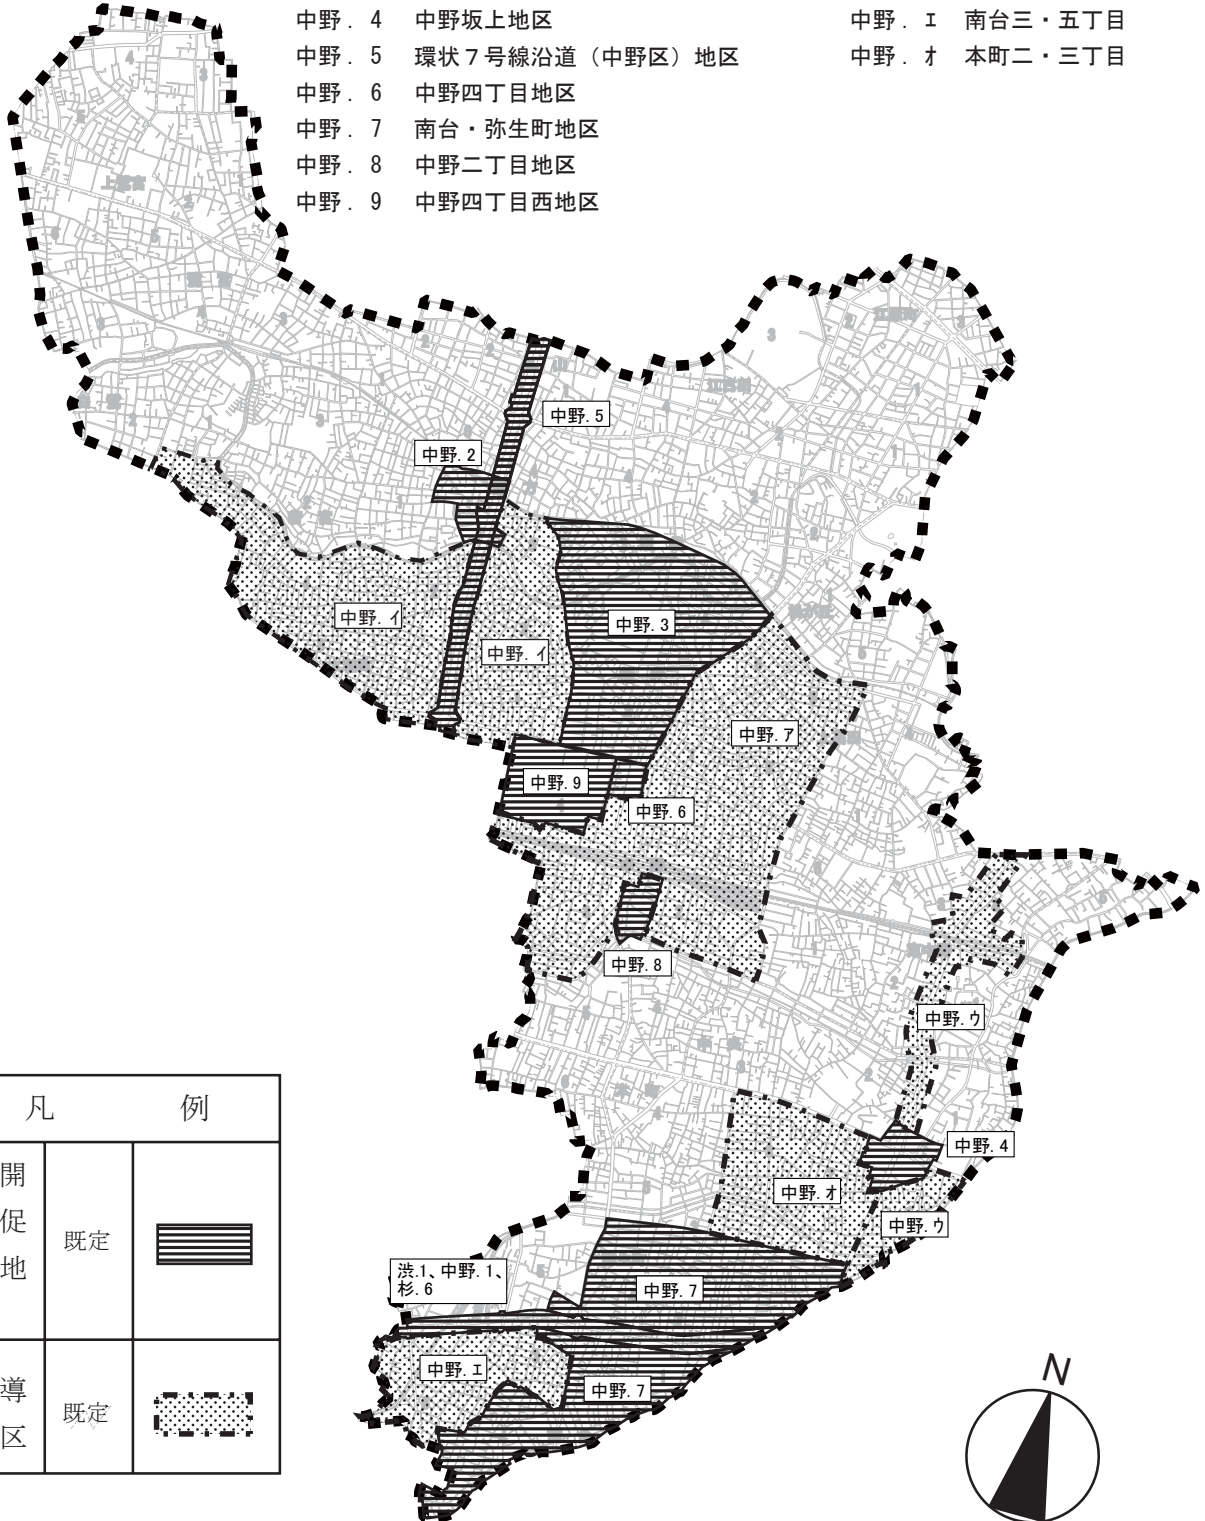 中野．4　中野坂上地区
中野．5　環状７号線沿道（中野区）地区
中野．6　中野四丁目地区
中野．7　南台・弥生町地区
中野．8　中野二丁目地区
中野．9　中野四丁目西地区
中野．ｴ　南台三・五丁目
中野．ｵ　本町二・三丁目
中野.5
中野.2
中野.ｲ
中野.3
中野.ｲ
中野.ｱ
中野.9
中野.6
中野.8
中野.ｳ
中野.4
中野.ｵ
中野.ｳ
渋.1、中野.1、
杉.6
中野.7
中野.ｴ
中野.7
凡　例
開
促
地
既定
導
区
既定
N